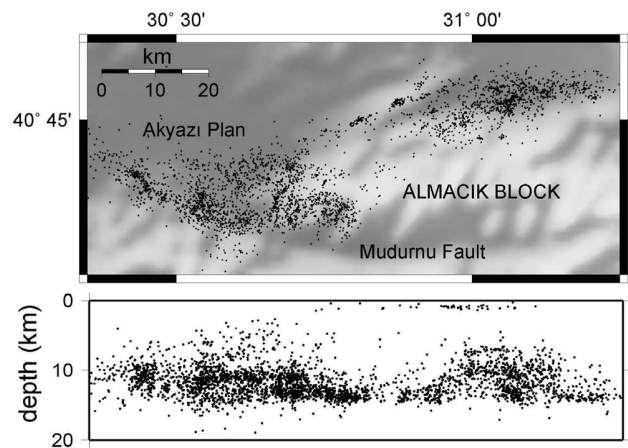 30° 30' 31° 00'
km
0 10 20
40° 45'
Akyazı Plan
ALMACIK BLOCK
Mudurnu Fault
0
10
20
depth (km)